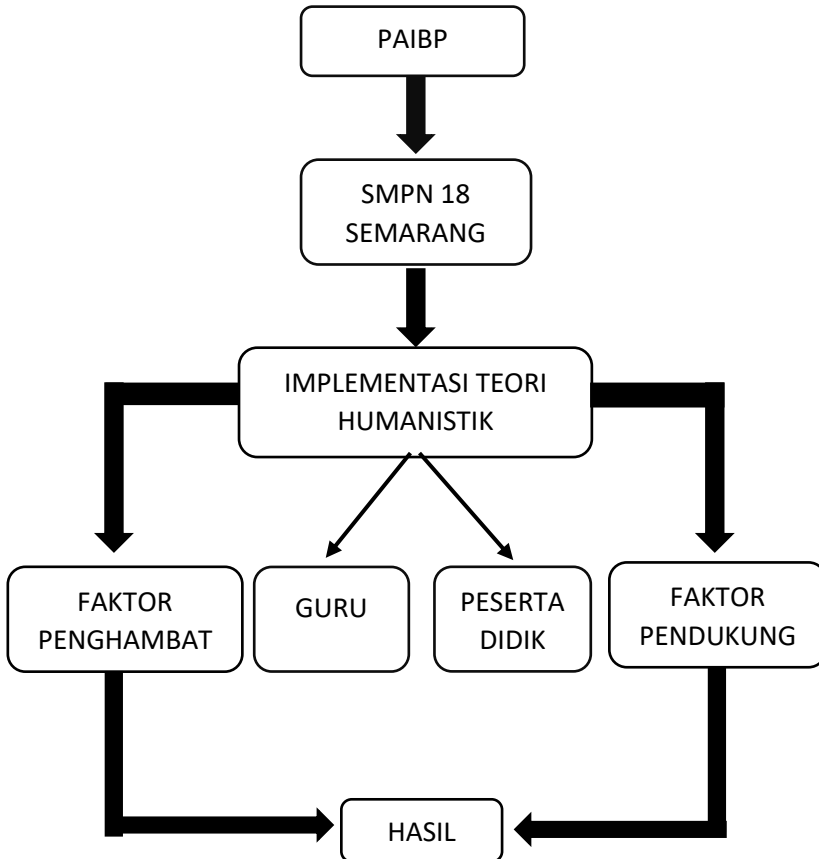 PAIBP
SMPN 18
SEMARANG
IMPLEMENTASI TEORI
HUMANISTIK
FAKTOR
PENGHAMBAT
GURU
PESERTA
DIDIK
FAKTOR
PENDUKUNG
HASIL